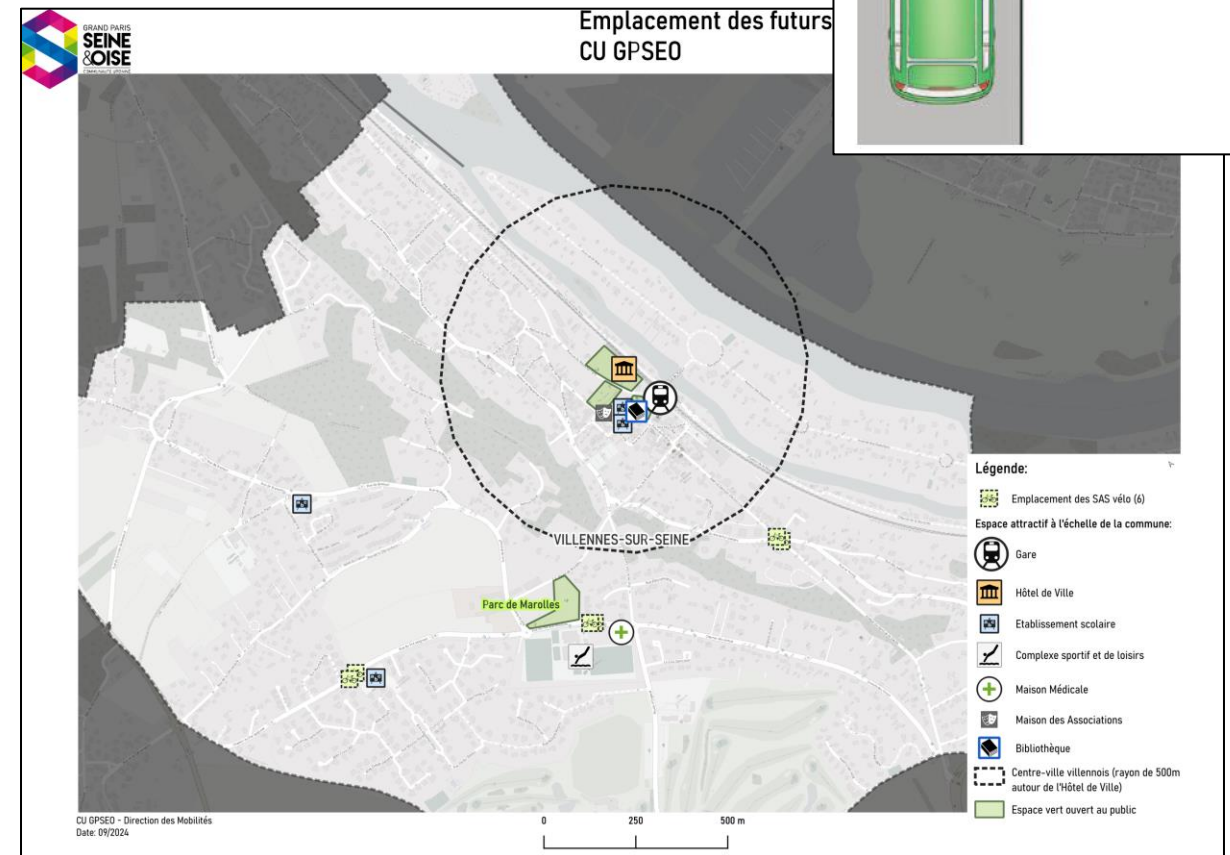 GRAND PARIS
SEINE
&OISE
COMMUNAUTÉ URBAINE
Emplacement des futurs
CU GPSEO
VILLENNES-SUR-SEINE
Parc de Marolles
Légende:
Emplacement des SAS vélo (6)
Espace attractif à l'échelle de la commune:
Gare
Hôtel de Ville
Etablissement scolaire
Complexe sportif et de loisirs
Maison Médicale
Maison des Associations
Bibliothèque
Centre-ville villennois (rayon de 500m
autour de l'Hôtel de Ville)
Espace vert ouvert au public
CU GPSEO - Direction des Mobilités
Date: 09/2024
0 250 500 m